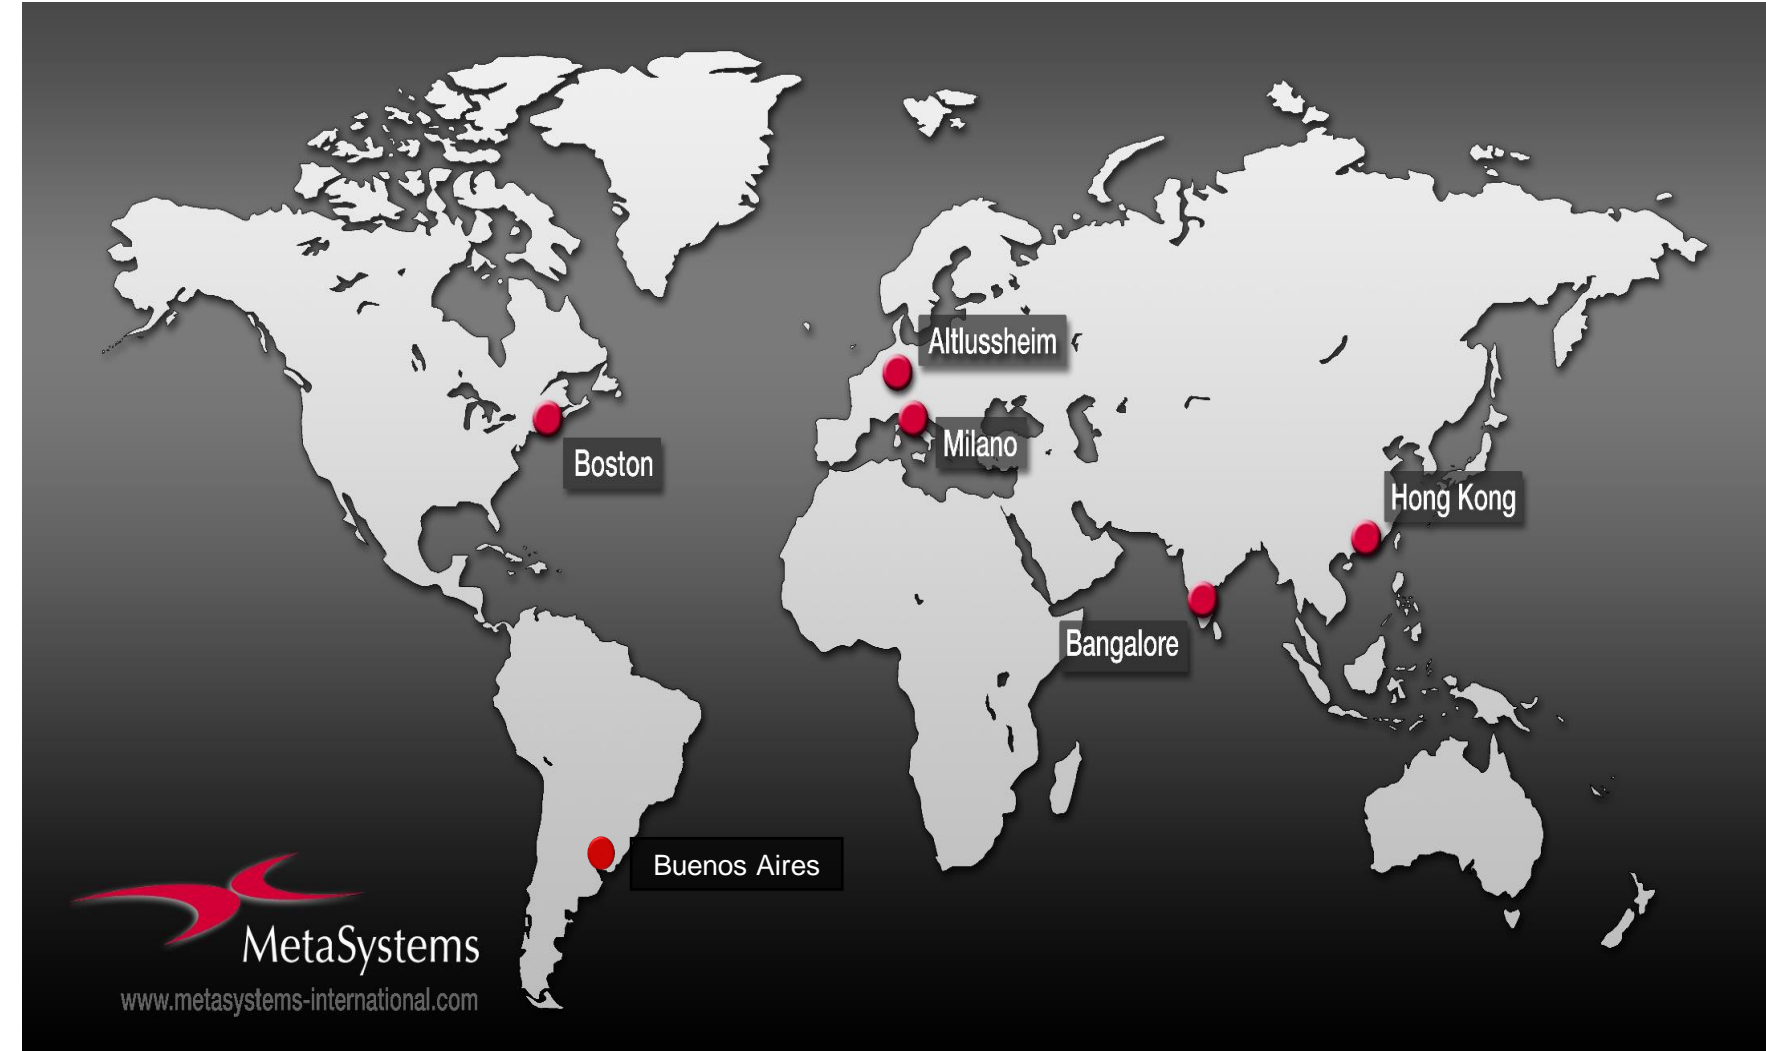 Altlussheim
Milano
Boston
Hong Kong
Bangalore
Buenos Aires
MetaSystems
www.metasystems-international.com